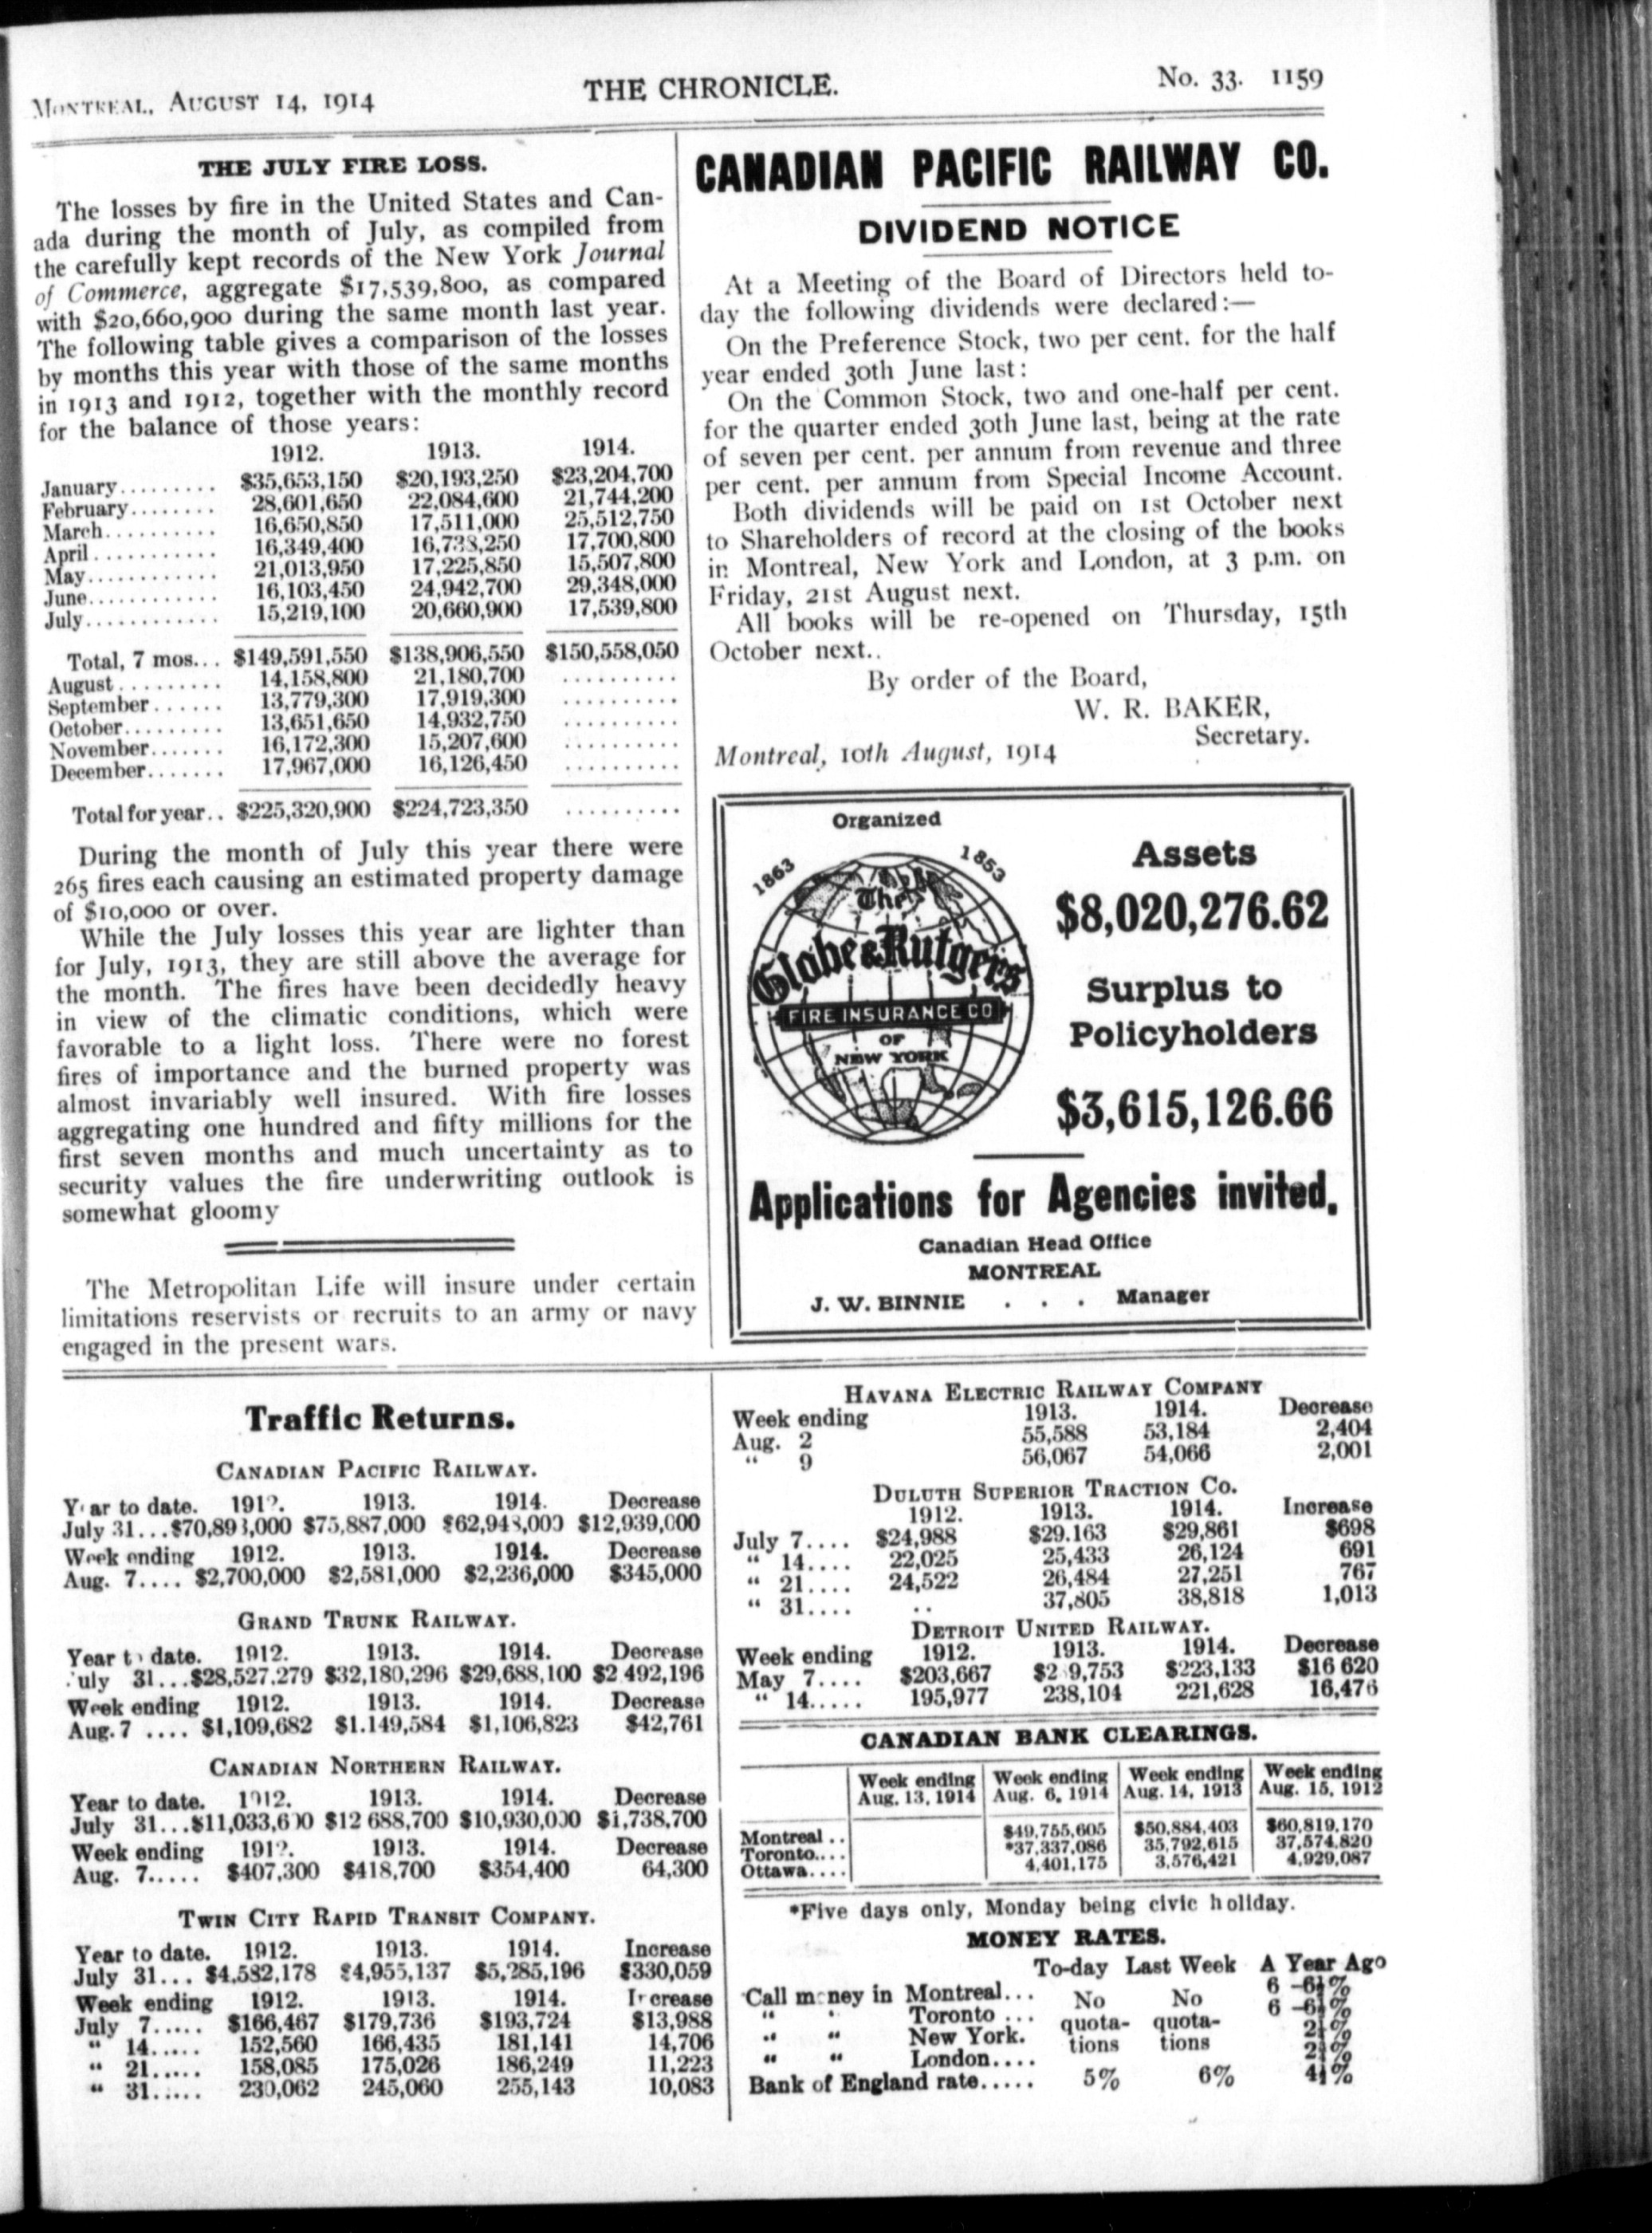 MONTREAL, AUGUST 14, 1914
THE CHRONICLE.
No. 33. 1159
THE JULY FIRE LOSS.
The losses by fire in the United States and Can-
ada during the month of July, as compiled from
the carefully kept records of the New York Journal
of Commerce, aggregate $17,539,800, as compared
with $20,660,900 during the same month last year.
The following table gives a comparison of the losses
by months this year with those of the same months
in 1913 and 1912, together with the monthly record
for the balance of those years:
1912. 1913. 1914.
January......... $35,653,150 $20,193,250 $23,204,700
February........ 28,601,650 22,084,600 21,744,200
March.......... 16,650,850 17,511,000 25,512,750
April........... 16,349,400 16,738,250 17,700,800
May............ 21,013,950 17,225,850 15,507,800
June............ 16,103,450 24,942,700 29,348,000
July............ 15,219,100 20,660,900 17,539,800
Total, 7 mos... $149,591,550 $138,906,550 $150,558,050
August......... 14,158,800 21,180,700 ..........
September...... 13,779,300 17,919,300 ..........
October......... 13,651,650 14,932,750 ..........
November....... 16,172,300 15,207,600 ..........
December....... 17,967,000 16,126,450 ..........
Total for year.. $225,320,900 $224,723,350 ..........
During the month of July this year there were
265 fires each causing an estimated property damage
of $10,000 or over.
While the July losses this year are lighter than
for July, 1913, they are still above the average for
the month. The fires have been decidedly heavy
in view of the climatic conditions, which were
favorable to a light loss. There were no forest
fires of importance and the burned property was
almost invariably well insured. With fire losses
aggregating one hundred and fifty millions for the
first seven months and much uncertainty as to
security values the fire underwriting outlook is
somewhat gloomy
The Metropolitan Life will insure under certain
limitations reservists or recruits to an army or navy
engaged in the present wars.
CANADIAN PACIFIC RAILWAY CO.
DIVIDEND NOTICE
At a Meeting of the Board of Directors held to-
day the following dividends were declared:—
On the Preference Stock, two per cent. for the half
year ended 30th June last:
On the Common Stock, two and one-half per cent.
for the quarter ended 30th June last, being at the rate
of seven per cent. per annum from revenue and three
per cent. per annum from Special Income Account.
Both dividends will be paid on 1st October next
to Shareholders of record at the closing of the books
in Montreal, New York and London, at 3 p.m. on
Friday, 21st August next.
All books will be re-opened on Thursday, 15th
October next..
By order of the Board,
W. R. BAKER,
Secretary.
Montreal, 10th August, 1914
Organized
1863 1853
The
Globe & Rutgers
FIRE INSURANCE CO
OF
NEW YORK
Assets
$8,020,276.62
Surplus to
Policyholders
$3,615,126.66
Applications for Agencies invited.
Canadian Head Office
MONTREAL
J. W. BINNIE . . . Manager
Traffic Returns.
CANADIAN PACIFIC RAILWAY.
Year to date. 1912. 1913. 1914. Decrease
July 31... $75,887,000 $62,948,000 $12,939,000
Week ending 1912. 1913. 1914. Decrease
Aug. 7.... $2,700,000 $2,581,000 $2,236,000 $345,000
GRAND TRUNK RAILWAY.
Year to date. 1912. 1913. 1914. Decrease
July 31...$28,527,279 $32,180,296 $29,688,100 $2 492,196
Week ending 1912. 1913. 1914. Decrease
Aug. 7 .... $1,109,682 $1.149,584 $1,106,823 $42,761
CANADIAN NORTHERN RAILWAY.
Year to date. 1912. 1913. 1914. Decrease
July 31...$11,033,600 $12 688,700 $10,930,000 $1,738,700
Week ending 1912. 1913. 1914. Decrease
Aug. 7..... $407,300 $418,700 $354,400 64,300
TWIN CITY RAPID TRANSIT COMPANY.
Year to date. 1912. 1913. 1914. Increase
July 31... $4,582,178 $4,955,137 $5,285,196 $330,059
Week ending 1912. 1913. 1914. Increase
July 7..... $166,467 $179,736 $193,724 $13,988
" 14..... 152,560 166,435 181,141 14,706
" 21..... 158,085 175,026 186,249 11,223
" 31..... 230,062 245,060 255,143 10,083
HAVANA ELECTRIC RAILWAY COMPANY
Week ending 1913. 1914. Decrease
Aug. 2 55,588 53,184 2,404
" 9 56,067 54,066 2,001
DULUTH SUPERIOR TRACTION CO.
1912. 1913. 1914. Increase
July 7.... $24,988 $29.163 $29,861 $698
" 14.... 22,025 25,433 26,124 691
" 21.... 24,522 26,484 27,251 767
" 31.... .. 37,805 38,818 1,013
DETROIT UNITED RAILWAY.
Week ending 1912. 1913. 1914. Decrease
May 7.... $203,667 $239,753 $223,133 $16 620
" 14..... 195,977 238,104 221,628 16,476
CANADIAN BANK CLEARINGS.
Week ending Week ending Week ending Week ending
Aug. 13, 1914 Aug. 6, 1914 Aug. 14, 1913 Aug. 15, 1912
Montreal .. $49,755,605 $50,884,403 $60,819,170
Toronto.... *37,337,086 35,792,615 37,574,820
Ottawa.... 4,401,175 3,576,421 4,929,087
*Five days only, Monday being civic holiday.
MONEY RATES.
To-day Last Week A Year Ago
Call money in Montreal... No No
" " Toronto ... quota- quota-
" " New York. tions tions
" " London....
Bank of England rate..... 5% 6% 4½%